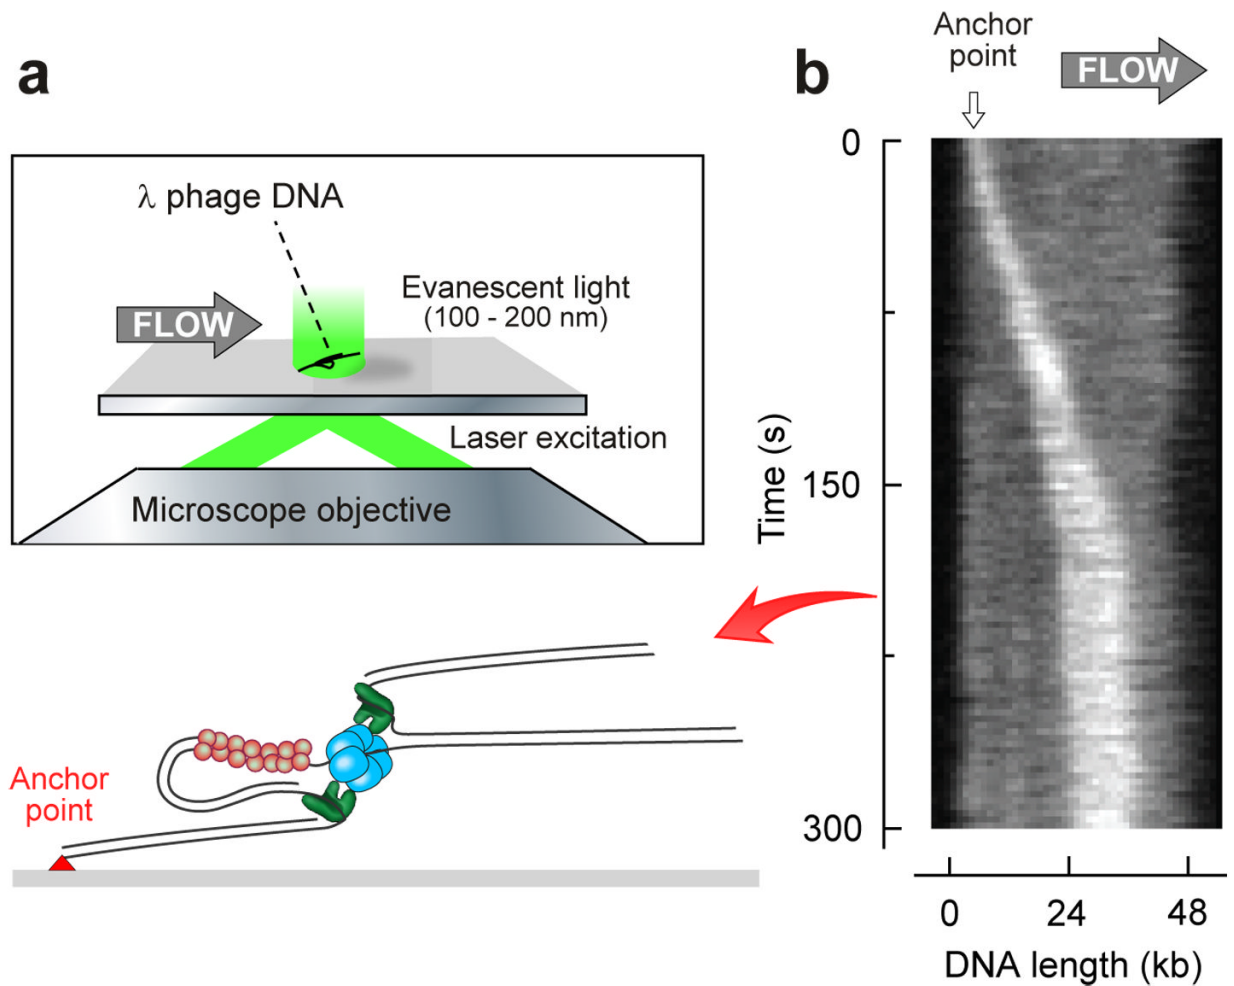 a
λ phage DNA
FLOW
Evanescent light
(100 - 200 nm)
Laser excitation
Microscope objective
Anchor
point
b
Anchor
point
FLOW
0
150
300
Time (s)
0 24 48
DNA length (kb)